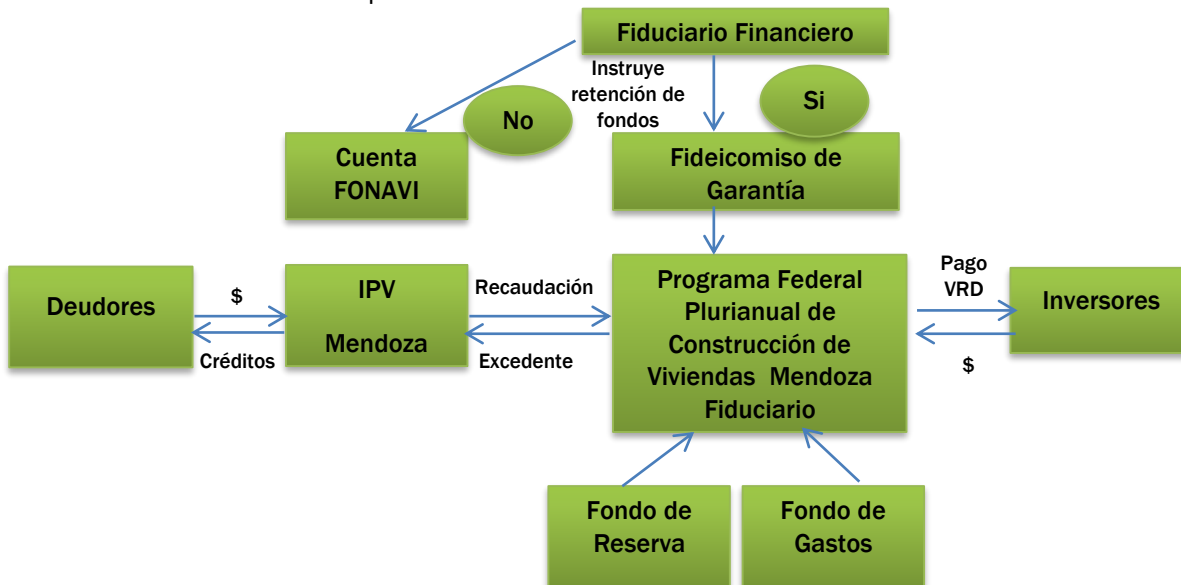 Fiduciario Financiero
Instruye
retención de
fondos
No
Si
Cuenta
FONAVI
Fideicomiso de
Garantía
Deudores
$
Créditos
IPV
Mendoza
Recaudación
Excedente
Programa Federal
Plurianual de
Construcción de
Viviendas Mendoza
Fiduciario
Pago
VRD
$
Inversores
Fondo de
Reserva
Fondo de
Gastos